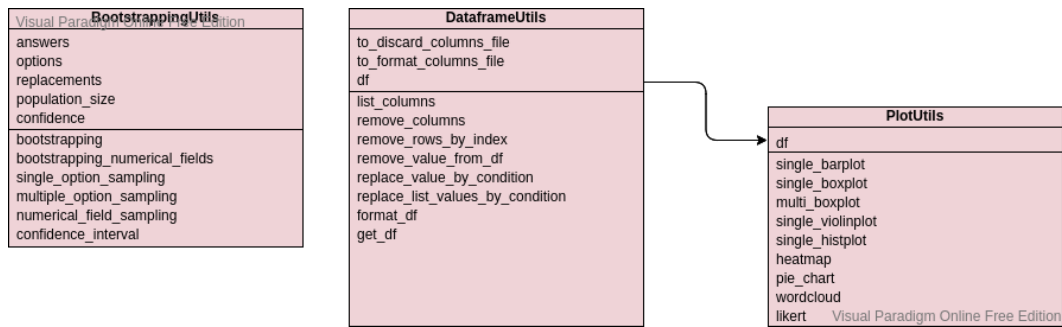 BootstrappingUtils
Visual Paradigm Online Free Edition
answers
options
replacements
population_size
confidence
bootstrapping
bootstrapping_numerical_fields
single_option_sampling
multiple_option_sampling
numerical_field_sampling
confidence_interval
DataframeUtils
to_discard_columns_file
to_format_columns_file
df
list_columns
remove_columns
remove_rows_by_index
remove_value_from_df
replace_value_by_condition
replace_list_values_by_condition
format_df
get_df
PlotUtils
df
single_barplot
single_boxplot
multi_boxplot
single_violinplot
single_histplot
heatmap
pie_chart
wordcloud
likert
Visual Paradigm Online Free Edition